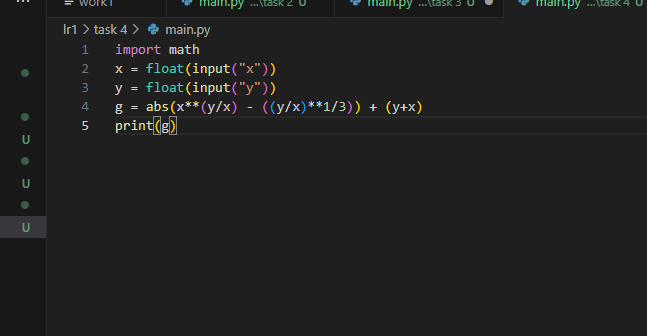 work1 main.py ...\task 2 U main.py ...\task 3 main.py ...\task 4 U
lr1 > task 4 > main.py
1 import math
2 x = float(input("x"))
3 y = float(input("y"))
4 g = abs(x**(y/x) - ((y/x)**1/3)) + (y+x)
5 print(g)
U
U
U